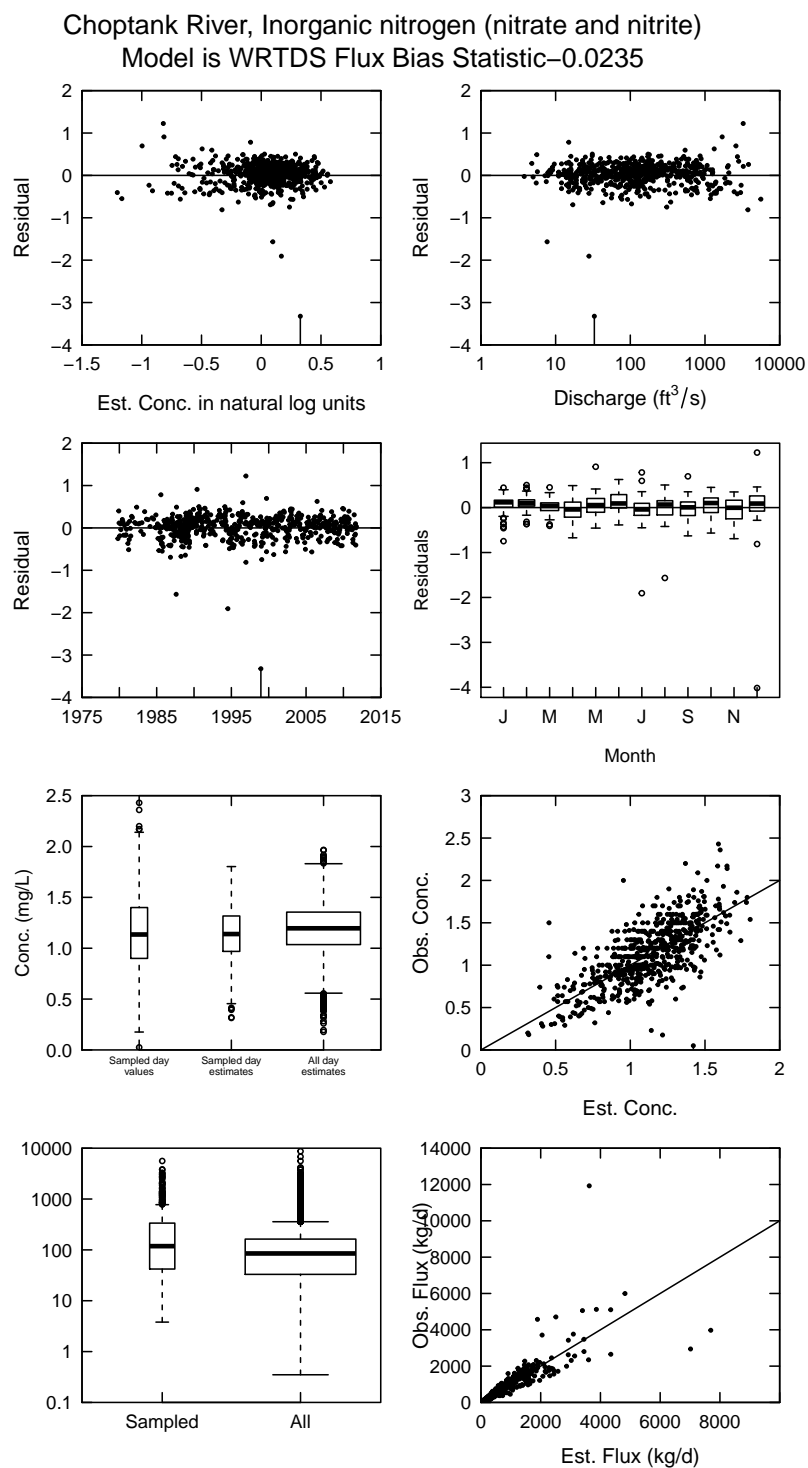 Choptank River, Inorganic nitrogen (nitrate and nitrite)
Model is WRTDS Flux Bias Statistic−0.0235
2
1
0
−1
−2
−3
−4
Residual
−1.5 −1 −0.5 0 0.5 1
Est. Conc. in natural log units
2
1
0
−1
−2
−3
−4
Residual
1 10 100 1000 10000
Discharge (ft³/s)
2
1
0
−1
−2
−3
−4
Residual
1975 1985 1995 2005 2015
1
0
−1
−2
−3
−4
Residuals
J M M J S N
Month
2.5
2.0
1.5
1.0
0.5
0.0
Conc. (mg/L)
Sampled day
values
Sampled day
estimates
All day
estimates
3
2.5
2
1.5
1
0.5
0
Obs. Conc.
0 0.5 1 1.5 2
Est. Conc.
10000
1000
100
10
1
0.1
Sampled All
14000
12000
10000
8000
6000
4000
2000
0
Obs. Flux (kg/d)
0 2000 4000 6000 8000
Est. Flux (kg/d)